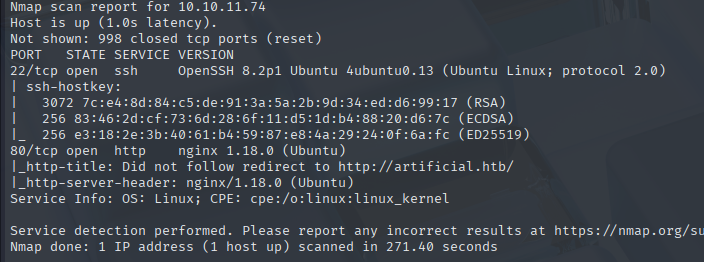 Nmap scan report for 10.10.11.74
Host is up (1.0s latency).
Not shown: 998 closed tcp ports (reset)
PORT   STATE SERVICE VERSION
22/tcp open  ssh     OpenSSH 8.2p1 Ubuntu 4ubuntu0.13 (Ubuntu Linux; protocol 2.0)
| ssh-hostkey:
|   3072 7c:e4:8d:84:c5:de:91:3a:5a:2b:9d:34:ed:d6:99:17 (RSA)
|   256 83:46:2d:cf:73:6d:28:6f:11:d5:1d:b4:88:20:d6:7c (ECDSA)
|_  256 e3:18:2e:3b:40:61:b4:59:87:e8:4a:29:24:0f:6a:fc (ED25519)
80/tcp open  http    nginx 1.18.0 (Ubuntu)
|_http-title: Did not follow redirect to http://artificial.htb/
|_http-server-header: nginx/1.18.0 (Ubuntu)
Service Info: OS: Linux; CPE: cpe:/o:linux:linux_kernel
Service detection performed. Please report any incorrect results at https://nmap.org/su
Nmap done: 1 IP address (1 host up) scanned in 271.40 seconds